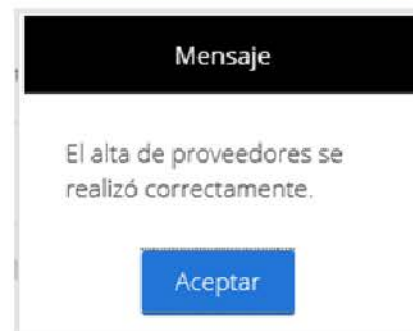 Mensaje
El alta de proveedores se
realizó correctamente.
Aceptar